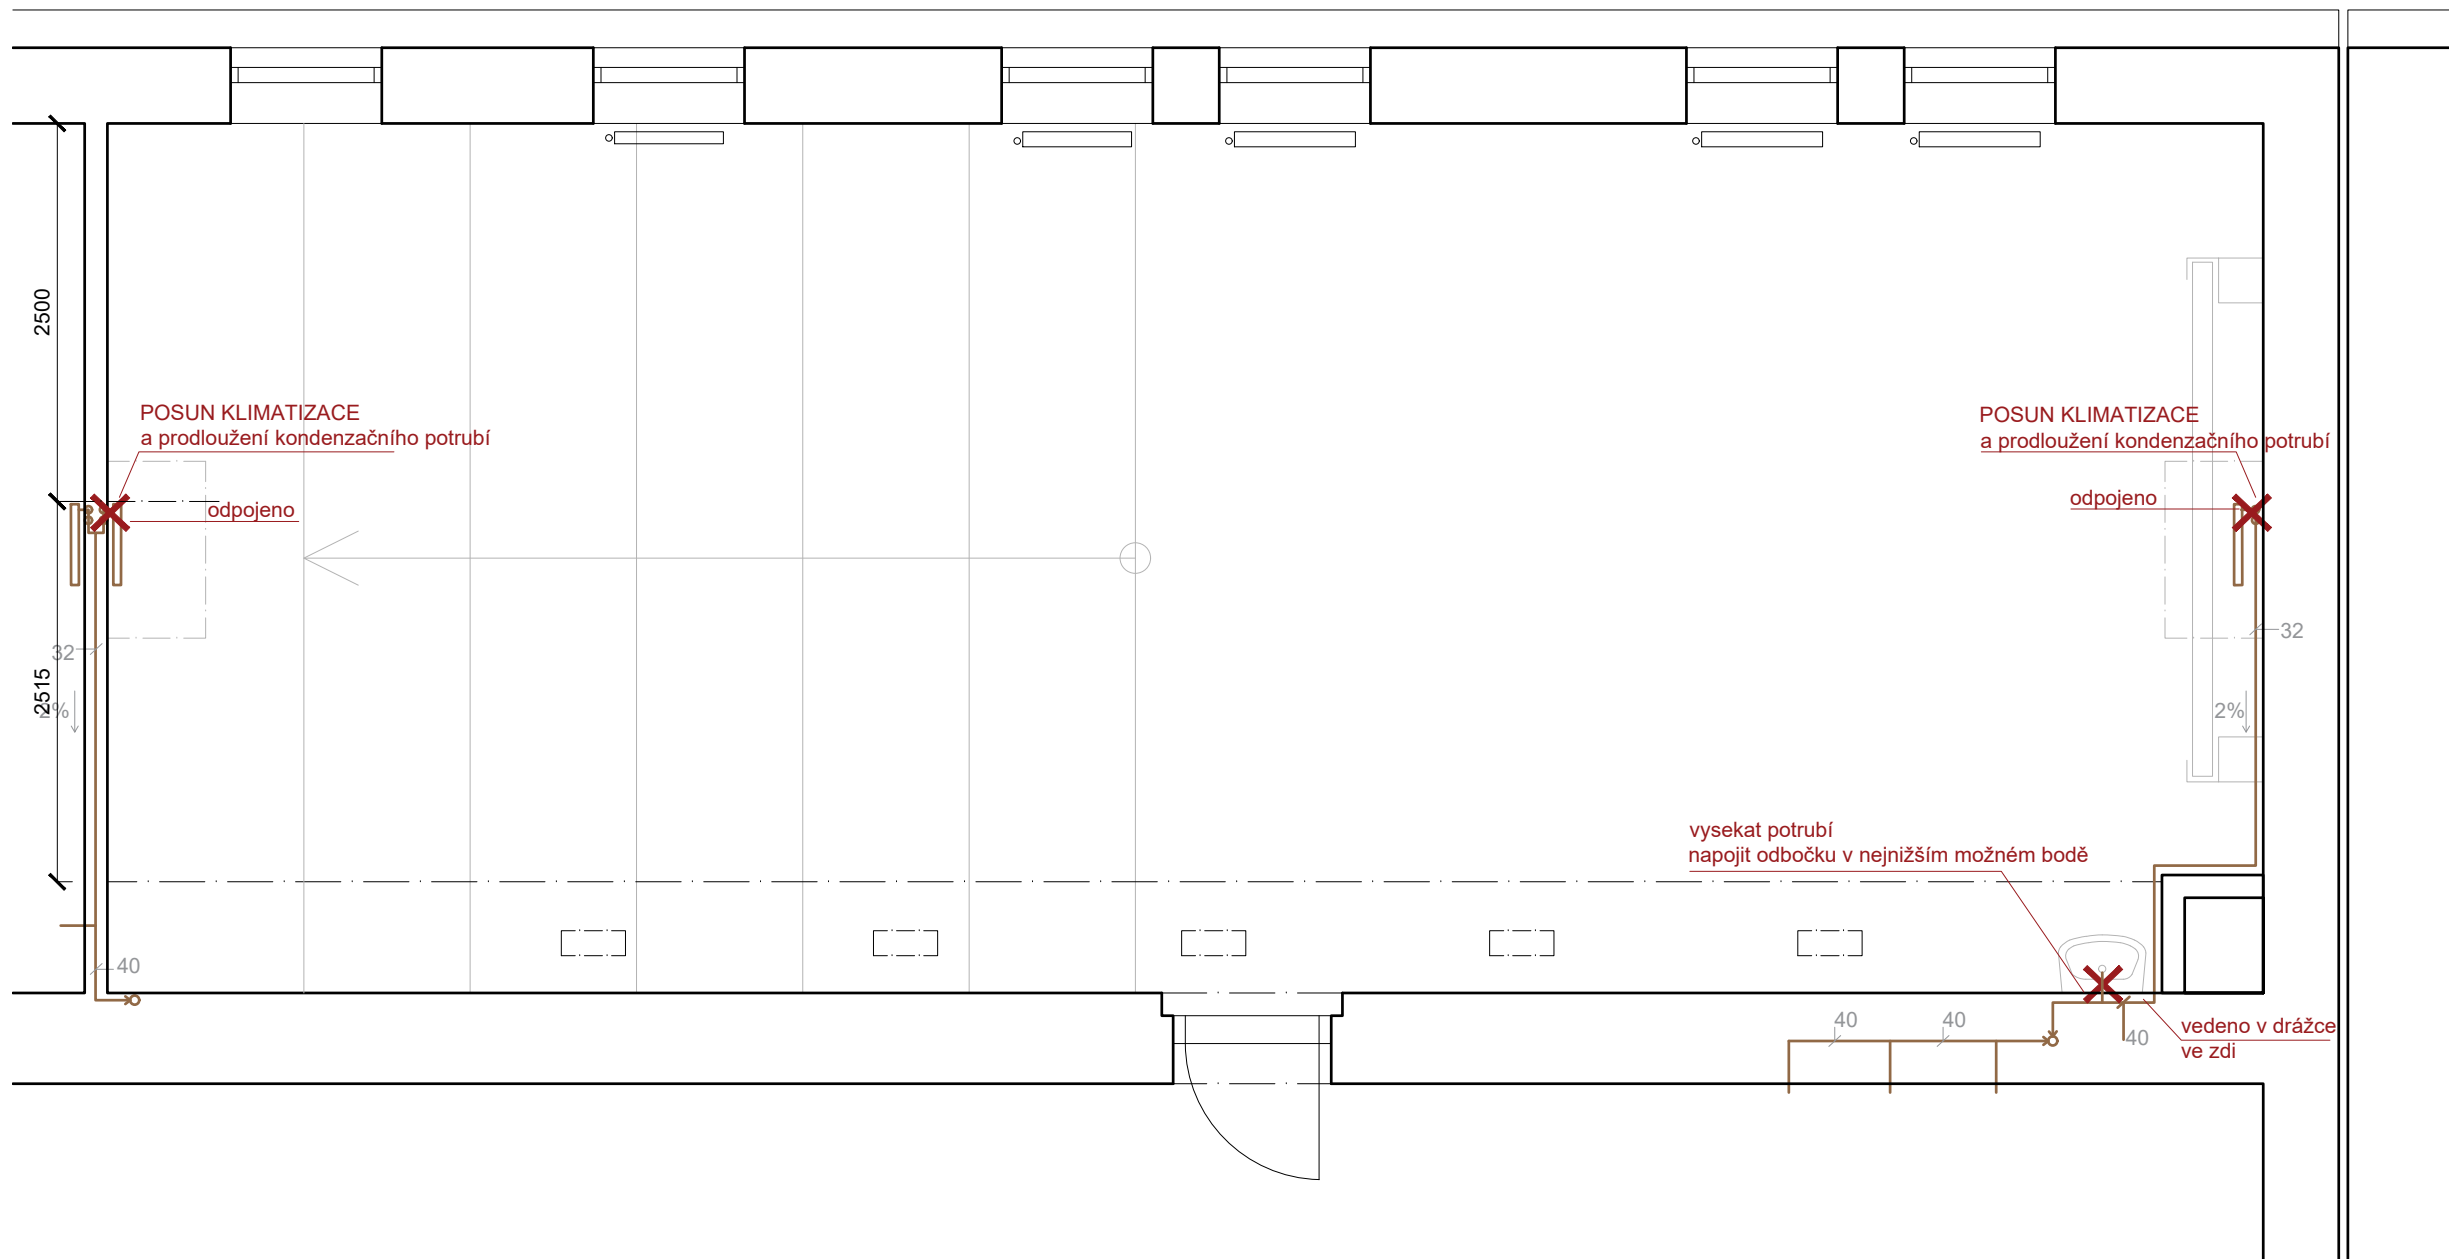 2500
POSUN KLIMATIZACE
a prodloužení kondenzačního potrubí
odpojeno
POSUN KLIMATIZACE
a prodloužení kondenzačního potrubí
odpojeno
32
32
2515
2%
2%
vysekat potrubí
napojit odbočku v nejnižším možném bodě
40
40
40
40
vedeno v drážce
ve zdi